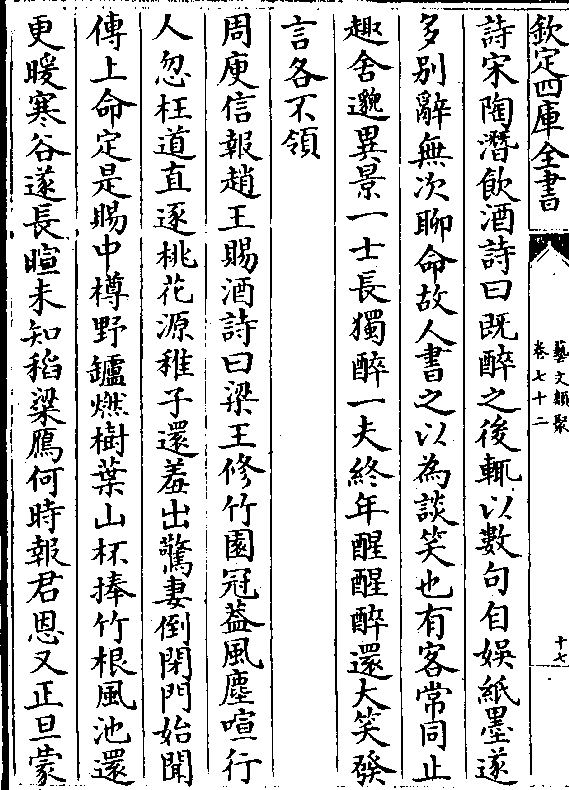 欽定四庫全書
藝文類聚
卷七十二
十七
詩宋陶潛飲酒詩曰既醉之後輒以數句自娛紙墨遂
多别辭無次聊命故人書之以為談笑也有客常同止
趣舍邈異景一士長獨醉一夫終年醒醒醉還大笑發
言各不領
周庾信報趙王賜酒詩曰梁王修竹園冠葢風塵喧行
人忽枉道直逐桃花源稚子還羞出驚妻倒閉門始聞
傳上命定是賜中樽野鑪燃樹葉山杯捧竹根風池還
更暖寒谷遂長暄未知稻粱鴈何時報君恩又正旦蒙